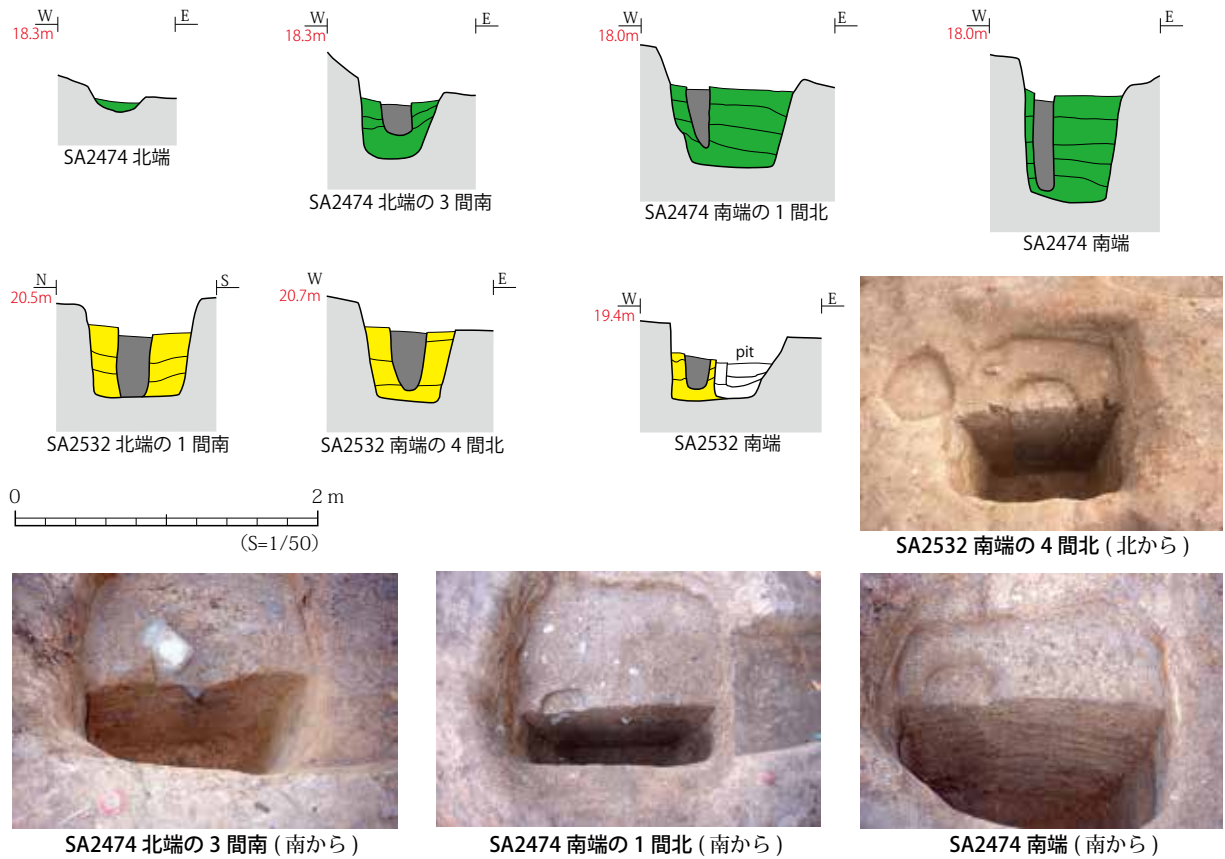 W E
18.3m
SA2474 北端
W E
18.3m
SA2474 北端の 3 間南
W E
18.0m
SA2474 南端の 1 間北
W E
18.0m
SA2474 南端
N S
20.5m
SA2532 北端の 1 間南
W E
20.7m
SA2532 南端の 4 間北
W E
19.4m
pit
SA2532 南端
SA2532 南端の 4 間北 ( 北から )
0 2 m
(S=1/50)
SA2474 北端の 3 間南 ( 南から )
SA2474 南端の 1 間北 ( 南から )
SA2474 南端 ( 南から )